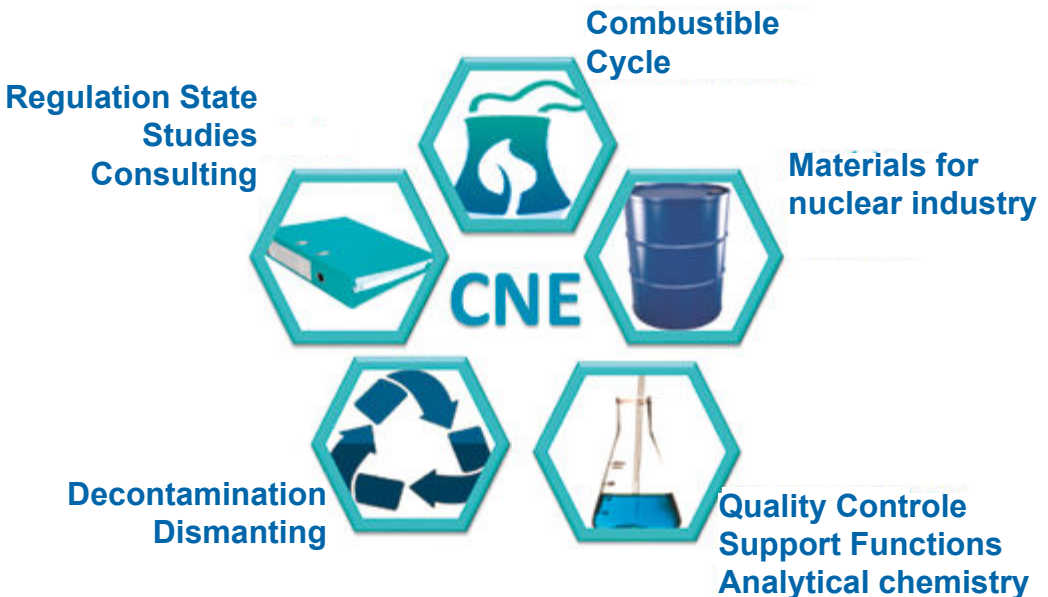 Combustible
Cycle
Regulation State
Studies
Consulting
Materials for
nuclear industry
CNE
Decontamination
Dismanting
Quality Controle
Support Functions
Analytical chemistry